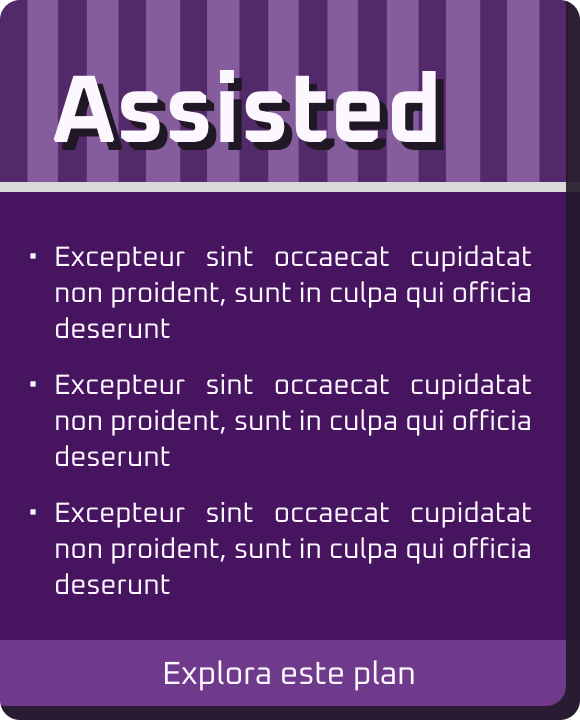 Assisted
▪ Excepteur sint occaecat cupidatat
non proident, sunt in culpa qui officia
deserunt
▪ Excepteur sint occaecat cupidatat
non proident, sunt in culpa qui officia
deserunt
▪ Excepteur sint occaecat cupidatat
non proident, sunt in culpa qui officia
deserunt
Explora este plan